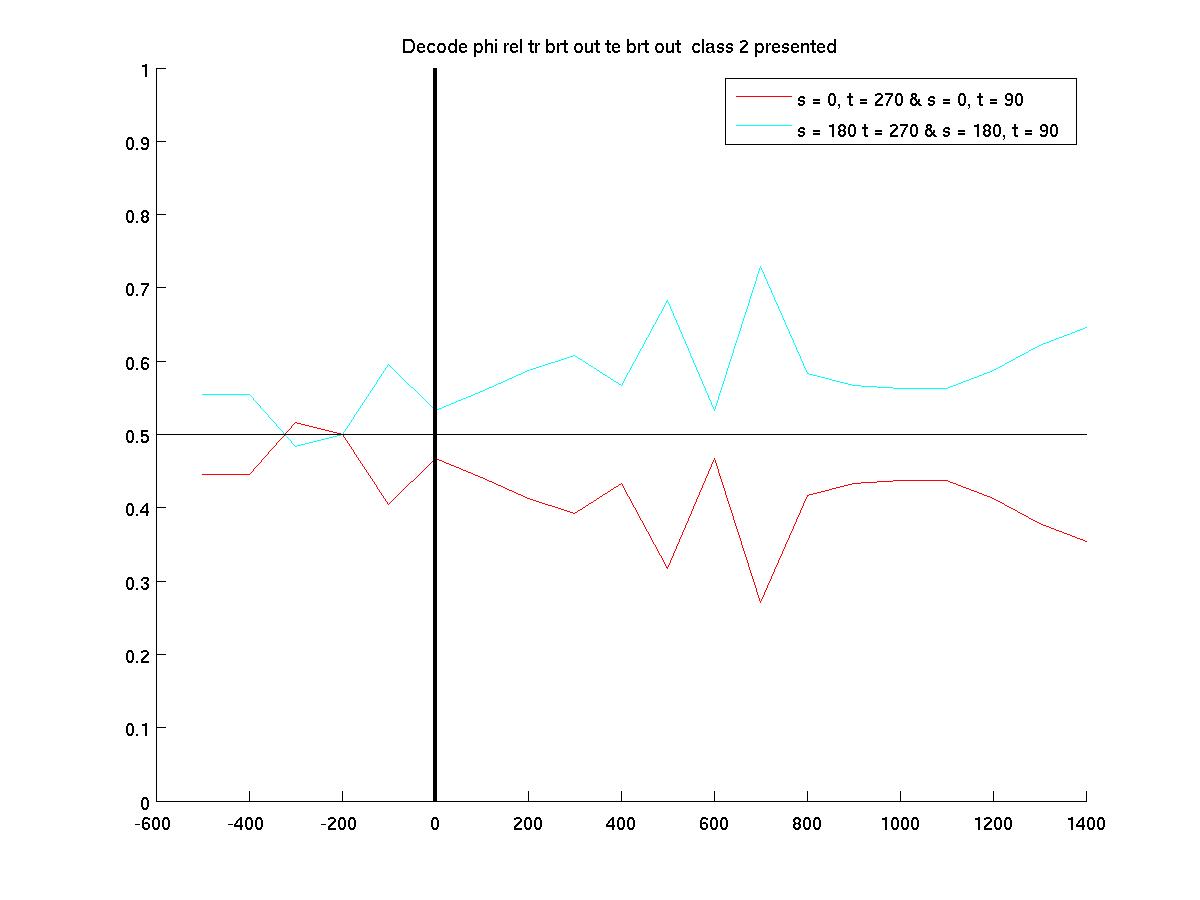 Decode phi rel tr brt out te brt out  class 2 presented
s = 0, t = 270 & s = 0, t = 90
s = 180 t = 270 & s = 180, t = 90
1
0.9
0.8
0.7
0.6
0.5
0.4
0.3
0.2
0.1
0
-600 -400 -200 0 200 400 600 800 1000 1200 1400